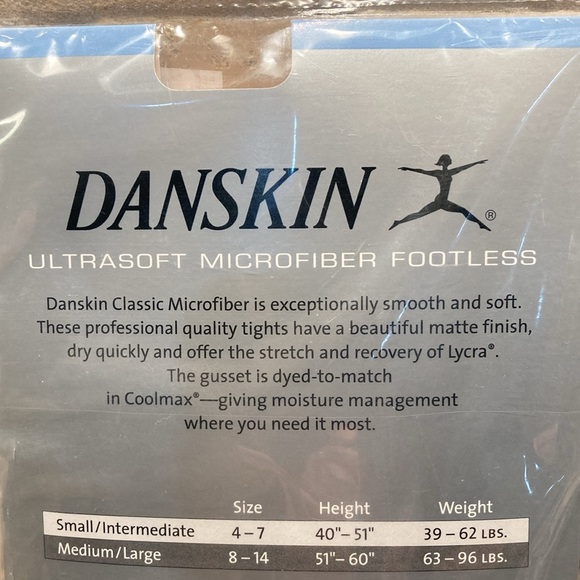 DANSKIN®
ULTRASOFT MICROFIBER FOOTLESS
Danskin Classic Microfiber is exceptionally smooth and soft.
These professional quality tights have a beautiful matte finish,
dry quickly and offer the stretch and recovery of Lycra®.
The gusset is dyed-to-match
in Coolmax®—giving moisture management
where you need it most.
Size Height Weight
Small/Intermediate 4–7 40"–51" 39–62 LBS.
Medium/Large 8–14 51"–60" 63–96 LBS.